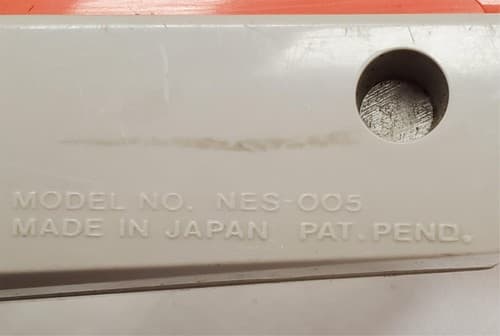 MODEL NO. NES-005
MADE IN JAPAN PAT. PEND.